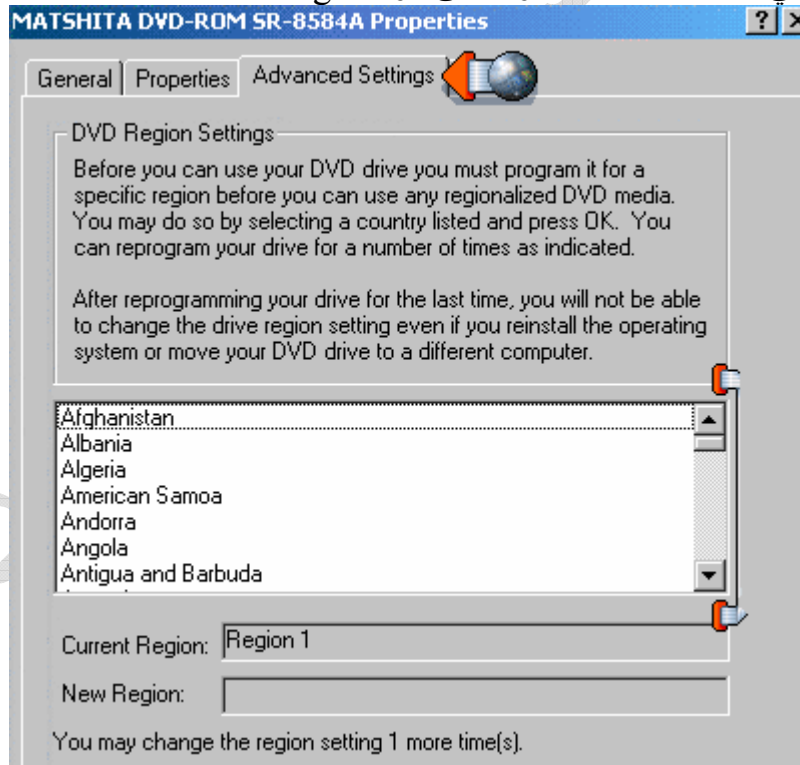 MATSHITA DVD-ROM SR-8584A Properties
General Properties Advanced Settings
DVD Region Settings
Before you can use your DVD drive you must program it for a
specific region before you can use any regionalized DVD media.
You may do so by selecting a country listed and press OK. You
can reprogram your drive for a number of times as indicated.
After reprogramming your drive for the last time, you will not be able
to change the drive region setting even if you reinstall the operating
system or move your DVD drive to a different computer.
Afghanistan
Albania
Algeria
American Samoa
Andorra
Angola
Antigua and Barbuda
Current Region: Region 1
New Region:
You may change the region setting 1 more time(s).